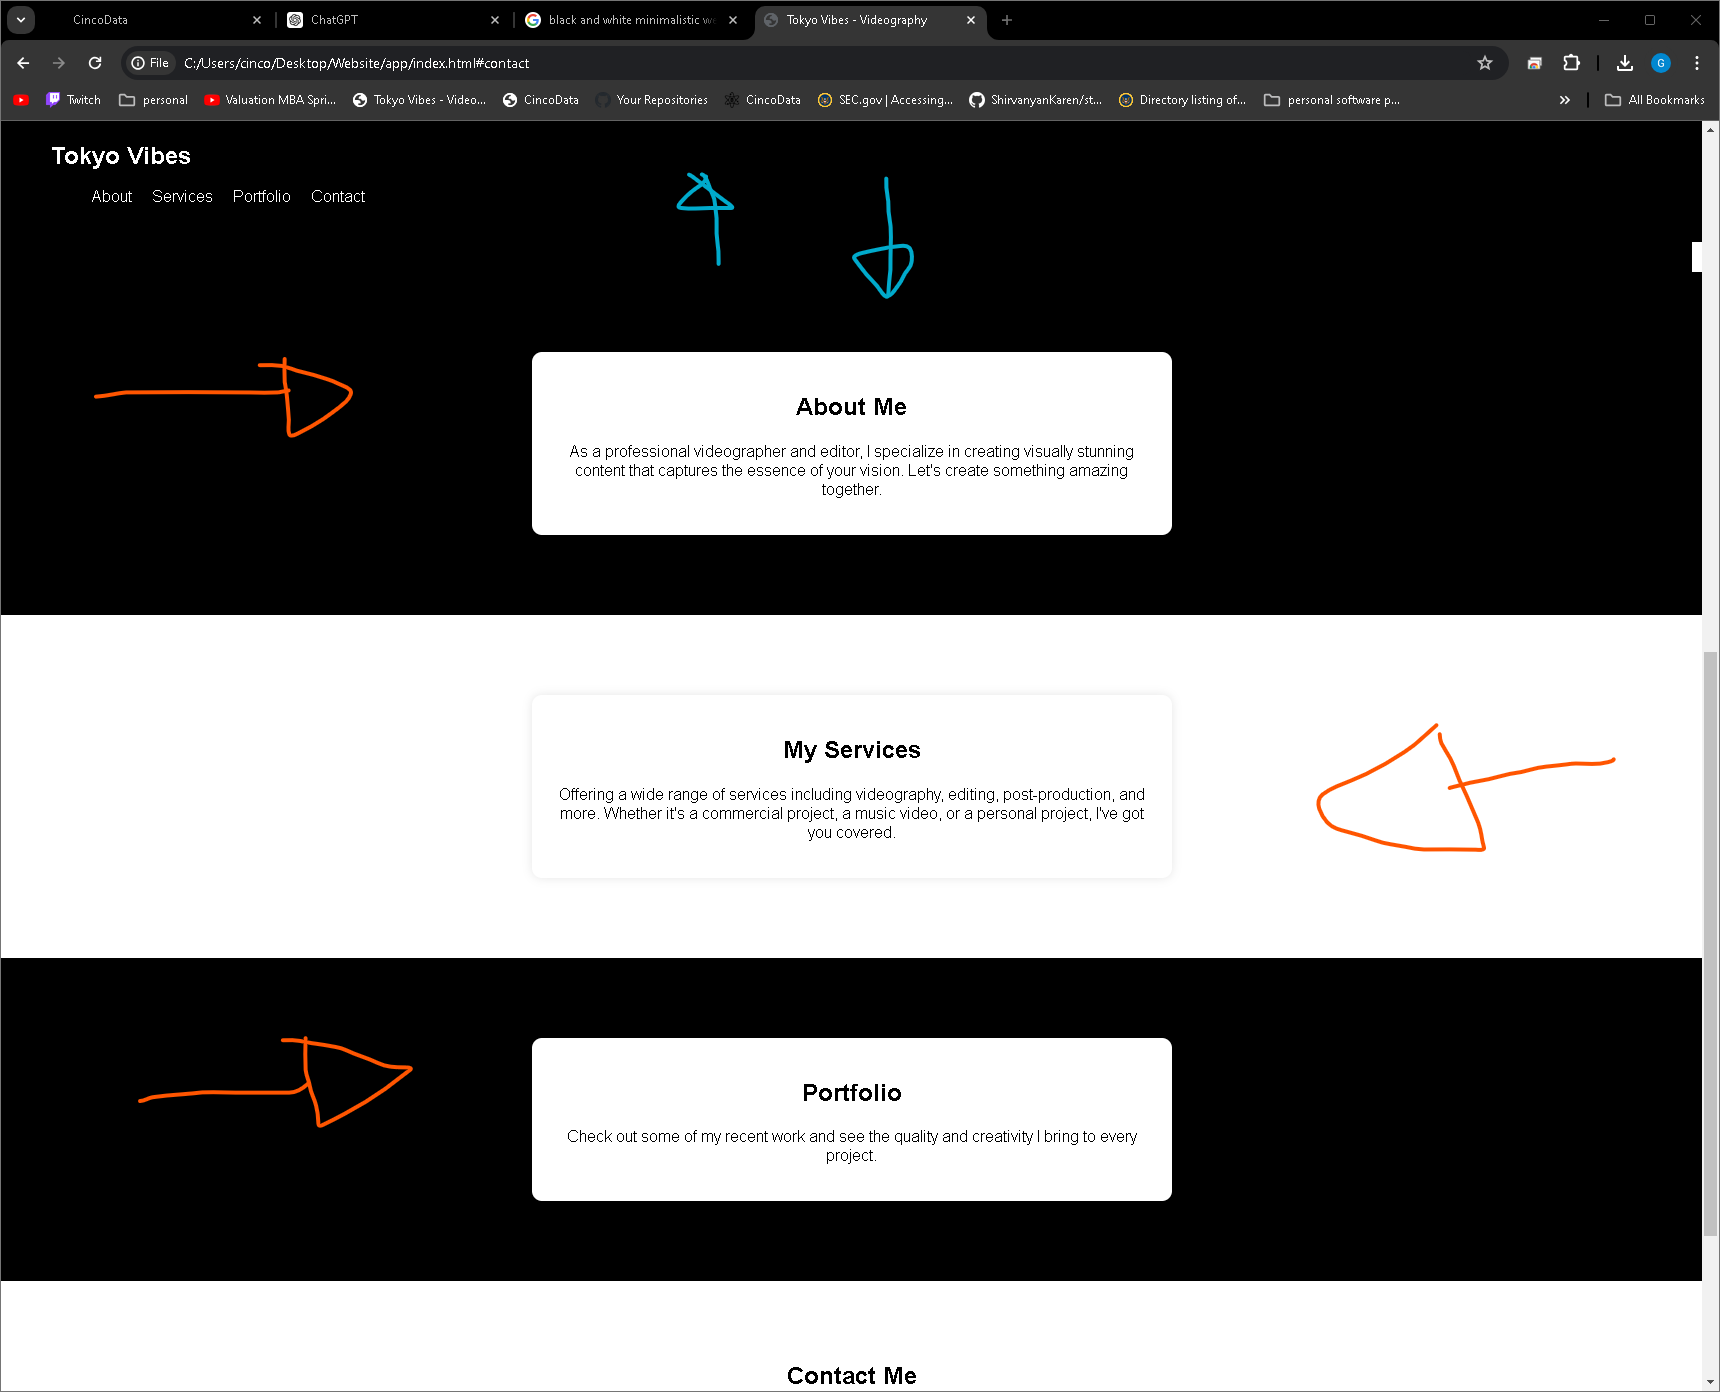 CincoData
ChatGPT
black and white minimalistic we
Tokyo Vibes - Videography
File
C:/Users/cinco/Desktop/Website/app/index.html#contact
G
Twitch
personal
Valuation MBA Spri...
Tokyo Vibes - Video...
CincoData
Your Repositories
CincoData
SEC.gov | Accessing...
ShirvanyanKaren/st...
Directory listing of...
personal software p...
All Bookmarks
Tokyo Vibes
About Services Portfolio Contact
About Me
As a professional videographer and editor, I specialize in creating visually stunning
content that captures the essence of your vision. Let's create something amazing
together.
My Services
Offering a wide range of services including videography, editing, post-production, and
more. Whether it's a commercial project, a music video, or a personal project, I've got
you covered.
Portfolio
Check out some of my recent work and see the quality and creativity I bring to every
project.
Contact Me